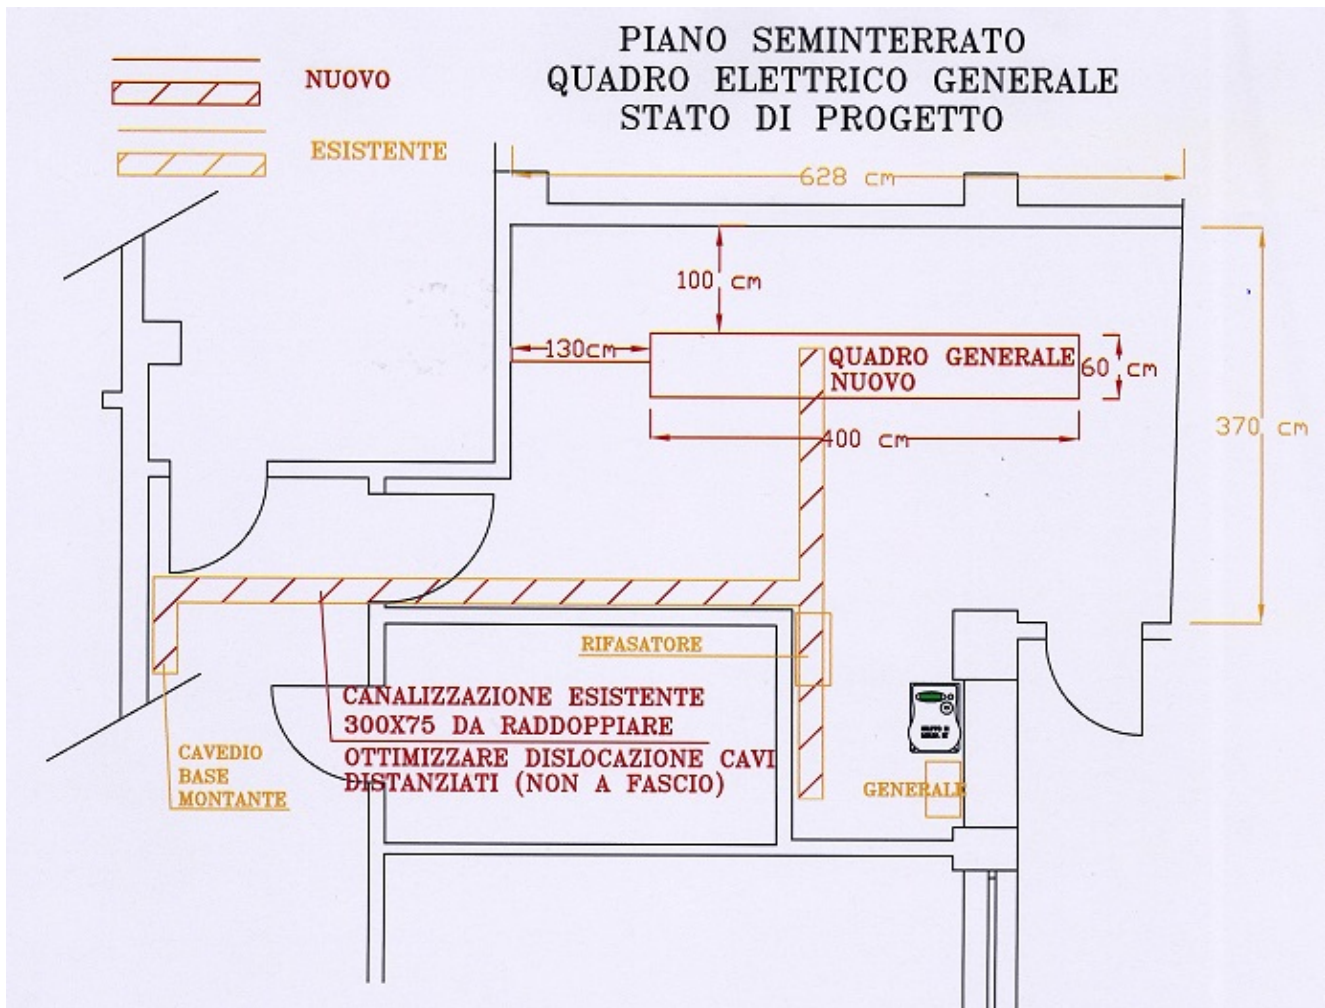 PIANO SEMINTERRATO
QUADRO ELETTRICO GENERALE
STATO DI PROGETTO
NUOVO
ESISTENTE
628 cm
100 cm
130cm
QUADRO GENERALE
NUOVO
60 cm
400 cm
370 cm
RIFASATORE
CANALIZZAZIONE ESISTENTE
300X75 DA RADDOPPIARE
OTTIMIZZARE DISLOCAZIONE CAVI
DISTANZIATI (NON A FASCIO)
CAVEDIO
BASE
MONTANTE
GENERALE